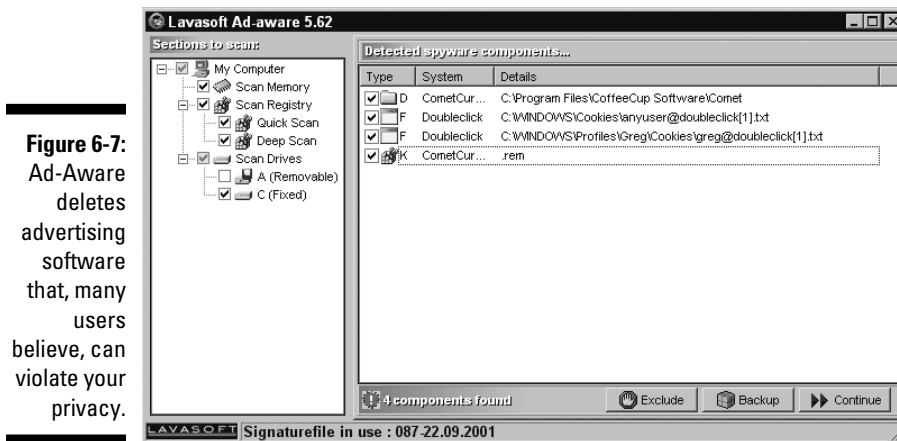 Lavasoft Ad-aware 5.62
Sections to scan:
My Computer
Scan Memory
Scan Registry
Quick Scan
Deep Scan
Scan Drives
A (Removable)
C (Fixed)
Detected spyware components...
Type System Details
D CometCur... C:\Program Files\CoffeeCup Software\Comet
F Doubleclick C:\WINDOWS\Cookies\anyuser@doubleclick[1].txt
F Doubleclick C:\WINDOWS\Profiles\Greg\Cookies\greg@doubleclick[1].txt
K CometCur... .rem
4 components found
Exclude Backup Continue
LAVASOFT Signaturefile in use : 087-22.09.2001
Figure 6-7:
Ad-Aware
deletes
advertising
software
that, many
users
believe, can
violate your
privacy.